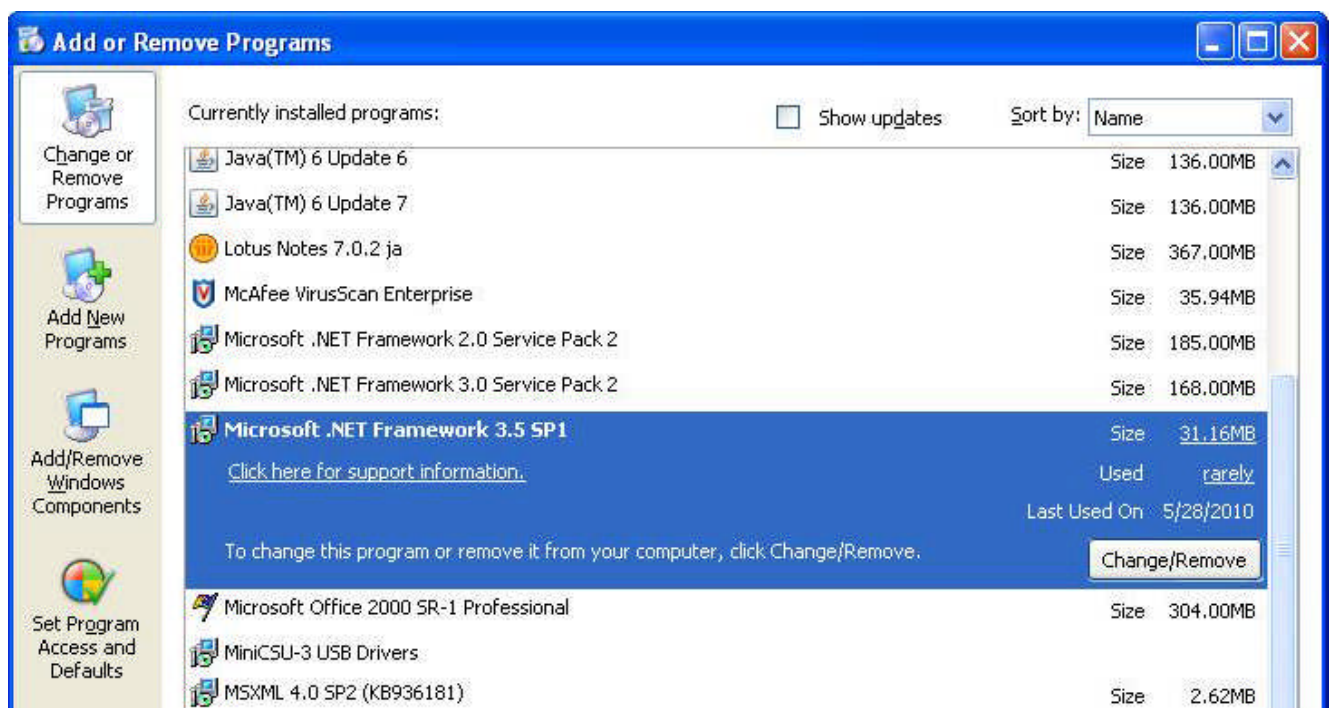 Add or Remove Programs
Change or
Remove
Programs
Add New
Programs
Add/Remove
Windows
Components
Set Program
Access and
Defaults
Currently installed programs: Show updates Sort by: Name
Java(TM) 6 Update 6 Size 136.00MB
Java(TM) 6 Update 7 Size 136.00MB
Lotus Notes 7.0.2 ja Size 367.00MB
McAfee VirusScan Enterprise Size 35.94MB
Microsoft .NET Framework 2.0 Service Pack 2 Size 185.00MB
Microsoft .NET Framework 3.0 Service Pack 2 Size 168.00MB
Microsoft .NET Framework 3.5 SP1 Size 31.16MB
Click here for support information. Used rarely
Last Used On 5/28/2010
To change this program or remove it from your computer, click Change/Remove. Change/Remove
Microsoft Office 2000 SR-1 Professional Size 304.00MB
MiniCSU-3 USB Drivers
MSXML 4.0 SP2 (KB936181) Size 2.62MB